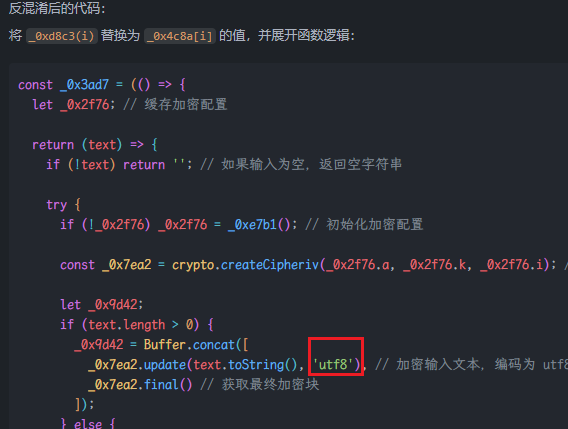 反混淆后的代码：
将 _0xd8c3(i) 替换为 _0x4c8a[i] 的值，并展开函数逻辑：
const _0x3ad7 = (() => {
let _0x2f76; // 缓存加密配置
return (text) => {
if (!text) return ''; // 如果输入为空，返回空字符串
try {
if (!_0x2f76) _0x2f76 = _0xe7b1(); // 初始化加密配置
const _0x7ea2 = crypto.createCipheriv(_0x2f76.a, _0x2f76.k, _0x2f76.i); /
let _0x9d42;
if (text.length > 0) {
_0x9d42 = Buffer.concat([
_0x7ea2.update(text.toString(), 'utf8'), // 加密输入文本，编码为 utf8
_0x7ea2.final() // 获取最终加密块
]);
} else {